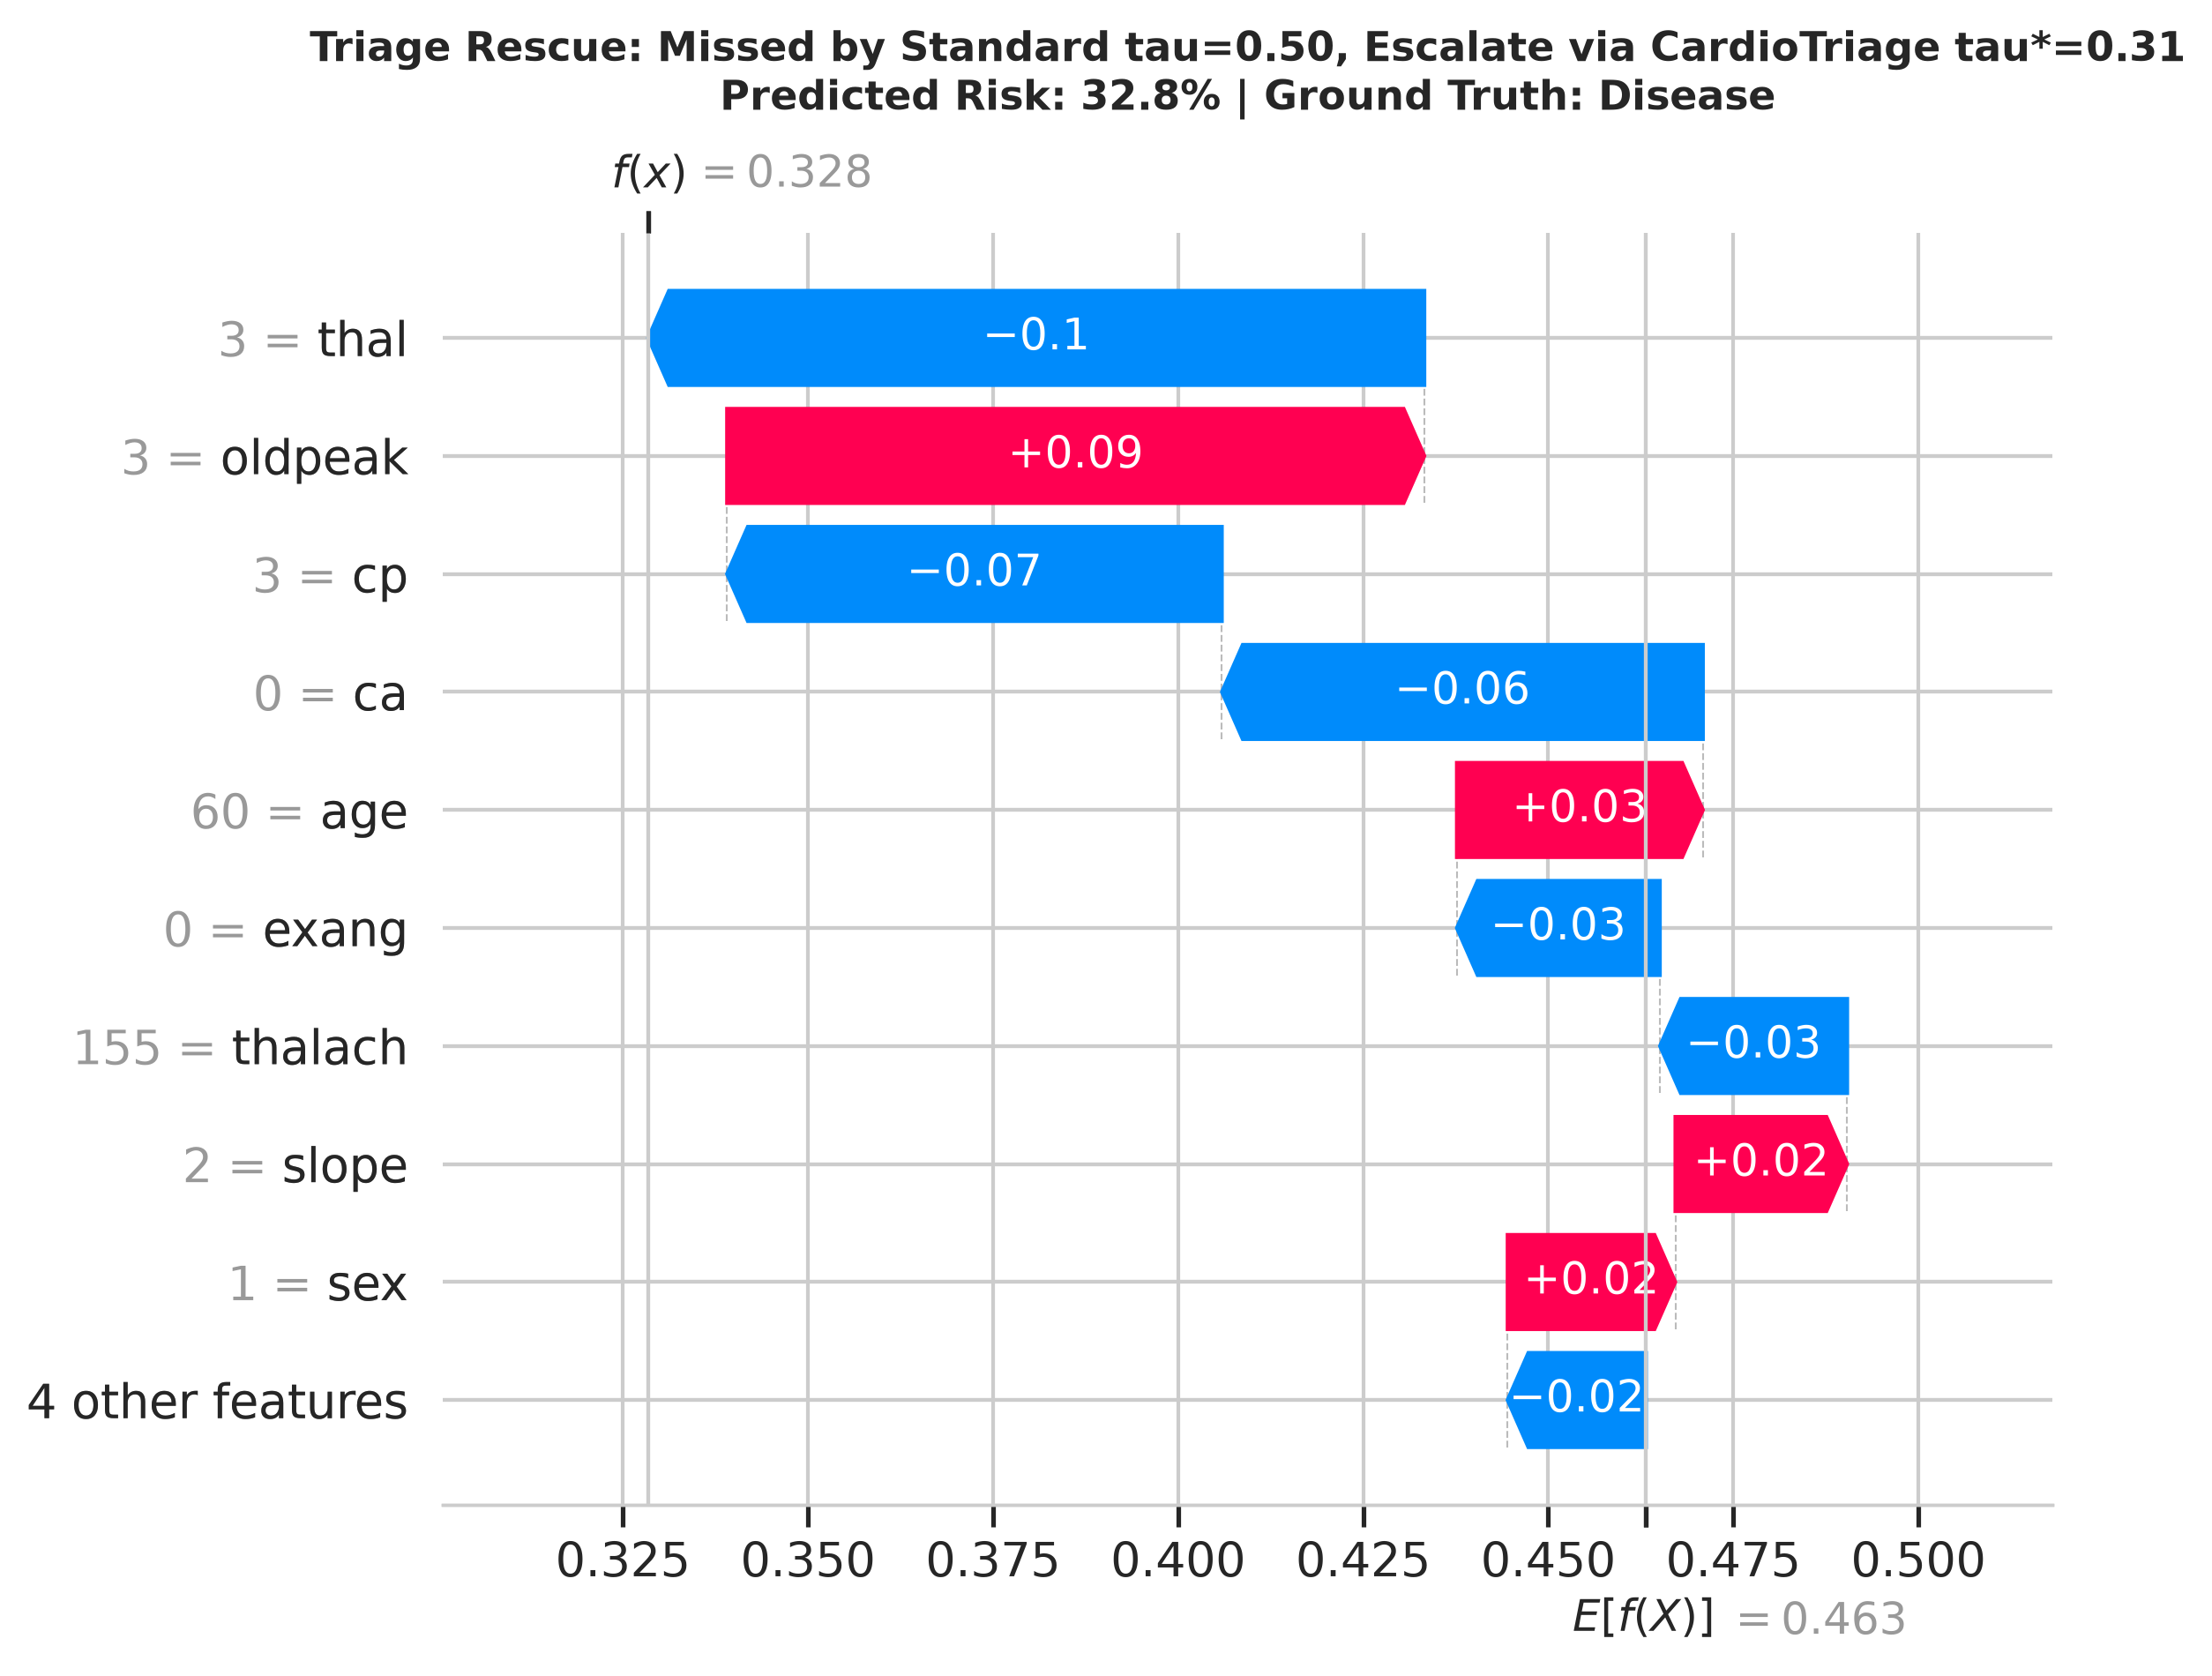 Triage Rescue: Missed by Standard tau=0.50, Escalate via CardioTriage tau*=0.31
Predicted Risk: 32.8% | Ground Truth: Disease
f(x) = 0.328
3 = thal
−0.1
3 = oldpeak
+0.09
3 = cp
−0.07
0 = ca
−0.06
60 = age
+0.03
0 = exang
−0.03
155 = thalach
−0.03
2 = slope
+0.02
1 = sex
+0.02
4 other features
−0.02
0.325 0.350 0.375 0.400 0.425 0.450 0.475 0.500
E[f(X)] = 0.463